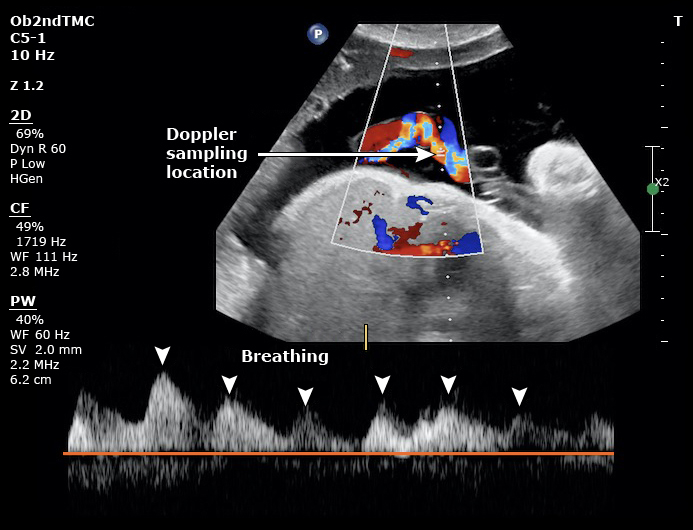 Ob2ndTMC
C5-1
10 Hz
Z 1.2
2D
69%
Dyn R 60
P Low
HGen
CF
49%
1719 Hz
WF 111 Hz
2.8 MHz
PW
40%
WF 60 Hz
SV 2.0 mm
2.2 MHz
6.2 cm
P
T
Doppler
sampling
location
X2
Breathing